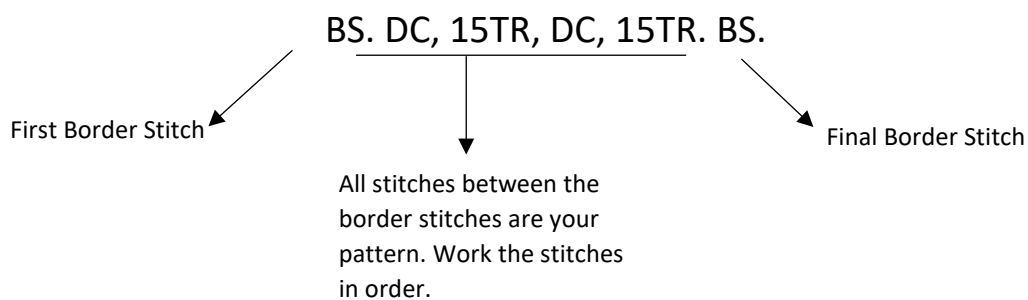 BS. DC, 15TR, DC, 15TR. BS.
First Border Stitch
Final Border Stitch
All stitches between the
border stitches are your
pattern. Work the stitches
in order.